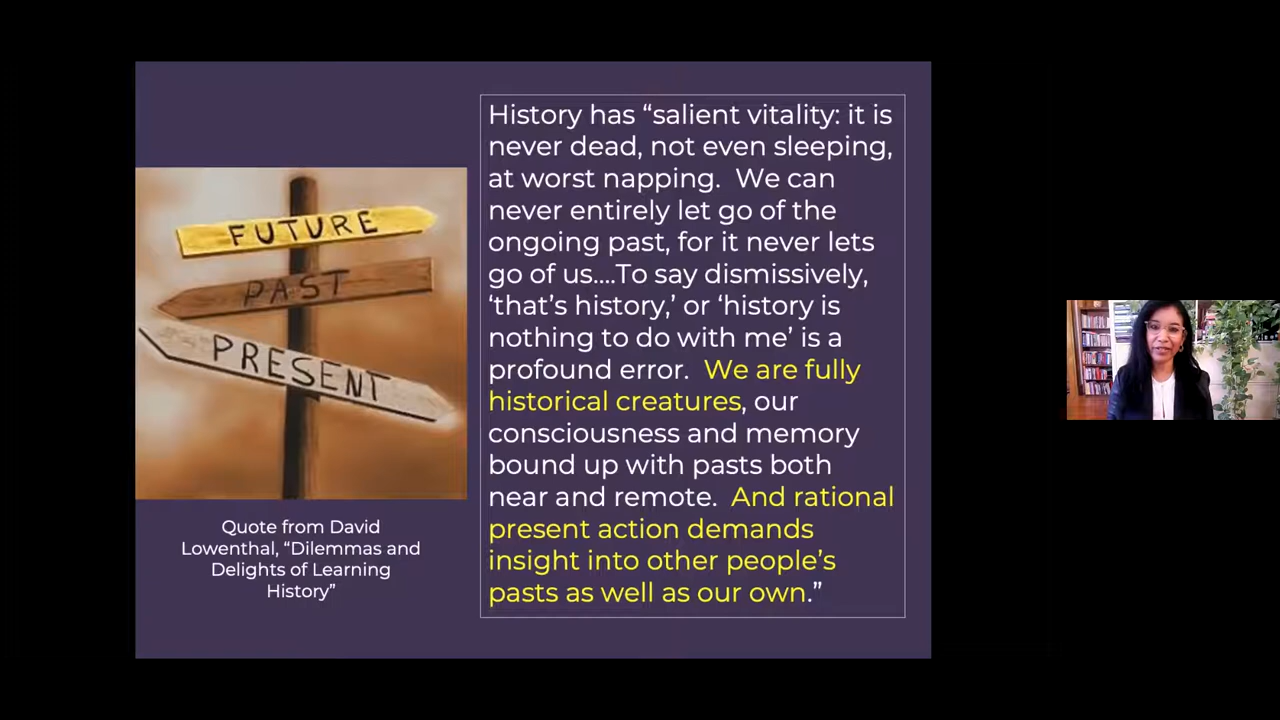 FUTURE
PAST
PRESENT
Quote from David
Lowenthal, “Dilemmas and
Delights of Learning
History”
History has “salient vitality: it is
never dead, not even sleeping,
at worst napping.  We can
never entirely let go of the
ongoing past, for it never lets
go of us....To say dismissively,
‘that’s history,’ or ‘history is
nothing to do with me’ is a
profound error.  We are fully
historical creatures, our
consciousness and memory
bound up with pasts both
near and remote.  And rational
present action demands
insight into other people’s
pasts as well as our own.”